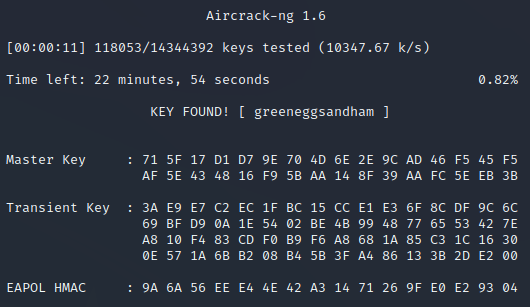 Aircrack-ng 1.6
[00:00:11] 118053/14344392 keys tested (10347.67 k/s)
Time left: 22 minutes, 54 seconds 0.82%
KEY FOUND! [ greeneggsandham ]
Master Key : 71 5F 17 D1 D7 9E 70 4D 6E 2E 9C AD 46 F5 45 F5
AF 5E 43 48 16 F9 5B AA 14 8F 39 AA FC 5E EB 3B
Transient Key : 3A E9 E7 C2 EC 1F BC 15 CC E1 E3 6F 8C DF 9C 6C
69 BF D9 0A 1E 54 02 BE 4B 99 48 77 65 53 42 7E
A8 10 F4 83 CD F0 B9 F6 A8 68 1A 85 C3 1C 16 30
0E 57 1A 6B B2 08 B4 5B 3F A4 86 13 3B 2D E2 00
EAPOL HMAC : 9A 6A 56 EE E4 4E 42 A3 14 71 26 9F E0 E2 93 04